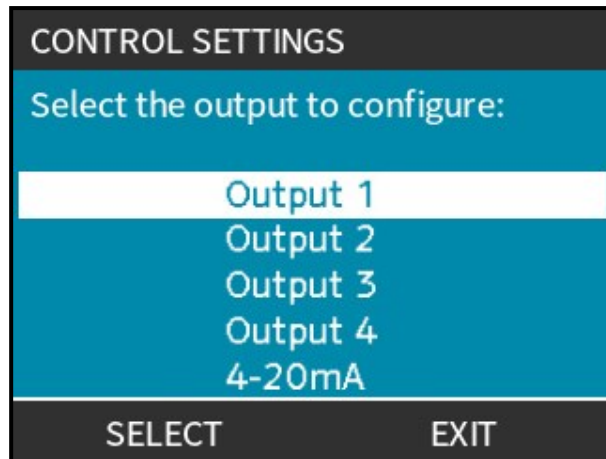 CONTROL SETTINGS
Select the output to configure:
Output 1
Output 2
Output 3
Output 4
4-20mA
SELECT EXIT